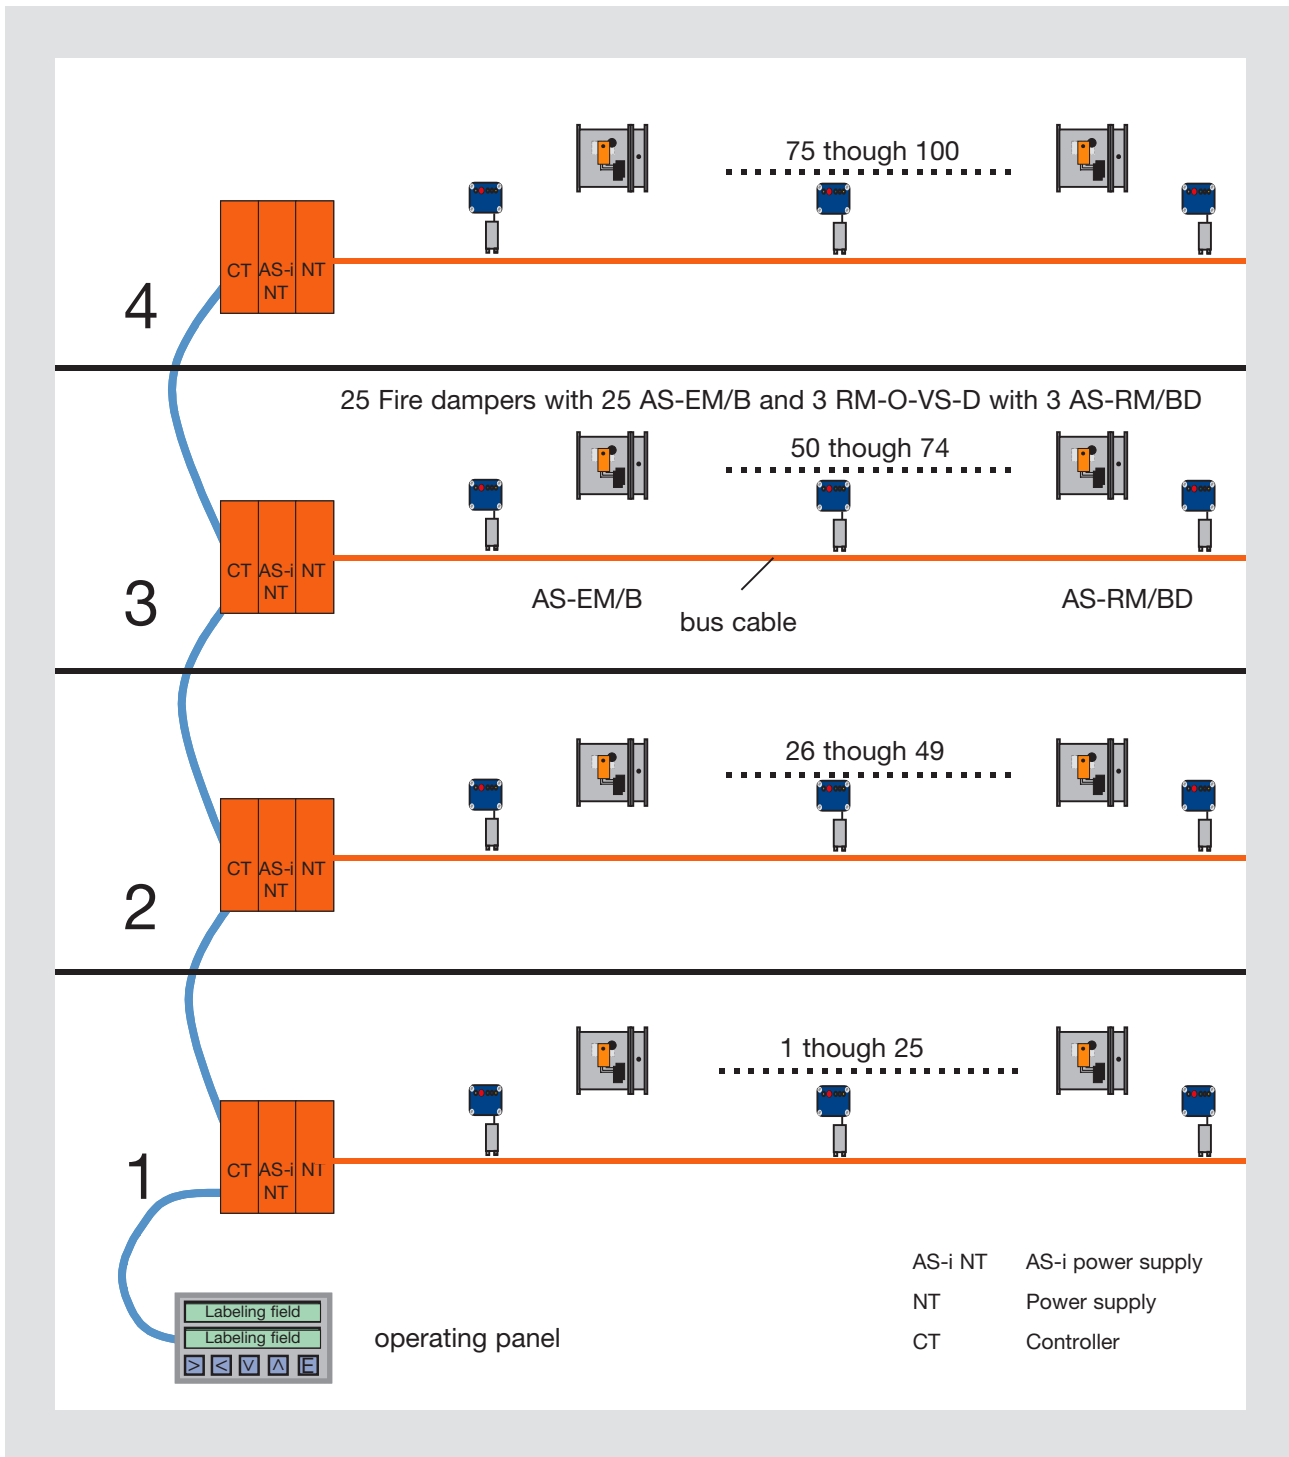 75 though 100
CT AS-i NT
NT
4
25 Fire dampers with 25 AS-EM/B and 3 RM-O-VS-D with 3 AS-RM/BD
50 though 74
CT AS-i NT
NT
3
AS-EM/B
AS-RM/BD
bus cable
26 though 49
CT AS-i NT
NT
2
1 though 25
CT AS-i NT
NT
1
AS-i NT AS-i power supply
NT Power supply
CT Controller
Labeling field
Labeling field
> < V Λ E
operating panel